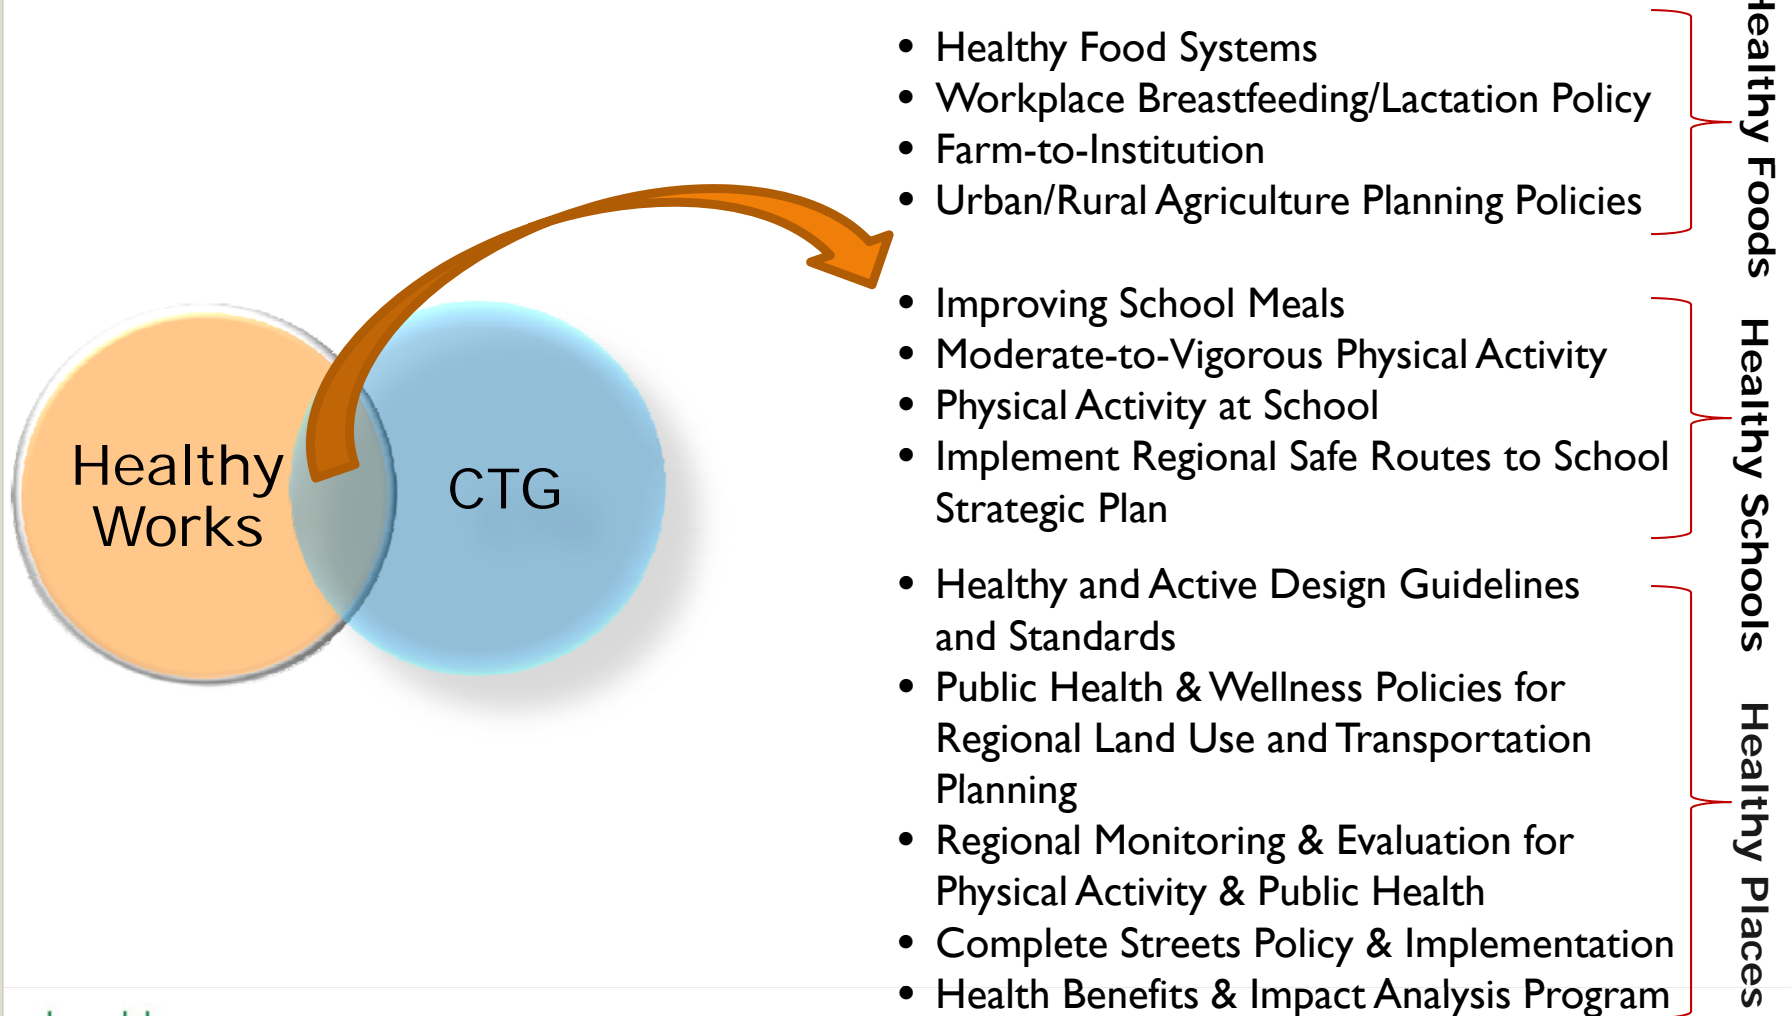 • Healthy Food Systems
• Workplace Breastfeeding/Lactation Policy
• Farm-to-Institution
• Urban/Rural Agriculture Planning Policies
Healthy Foods
• Improving School Meals
• Moderate-to-Vigorous Physical Activity
• Physical Activity at School
• Implement Regional Safe Routes to School
Strategic Plan
Healthy Schools
• Healthy and Active Design Guidelines
and Standards
• Public Health & Wellness Policies for
Regional Land Use and Transportation
Planning
• Regional Monitoring & Evaluation for
Physical Activity & Public Health
• Complete Streets Policy & Implementation
• Health Benefits & Impact Analysis Program
Healthy Places
Healthy
Works
CTG